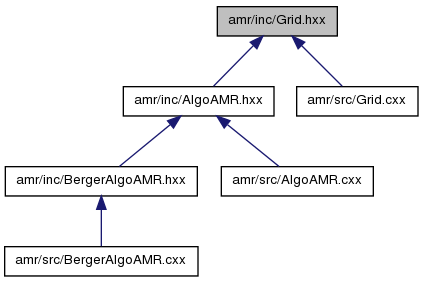 amr/inc/Grid.hxx
amr/inc/AlgoAMR.hxx
amr/src/Grid.cxx
amr/inc/BergerAlgoAMR.hxx
amr/src/AlgoAMR.cxx
amr/src/BergerAlgoAMR.cxx